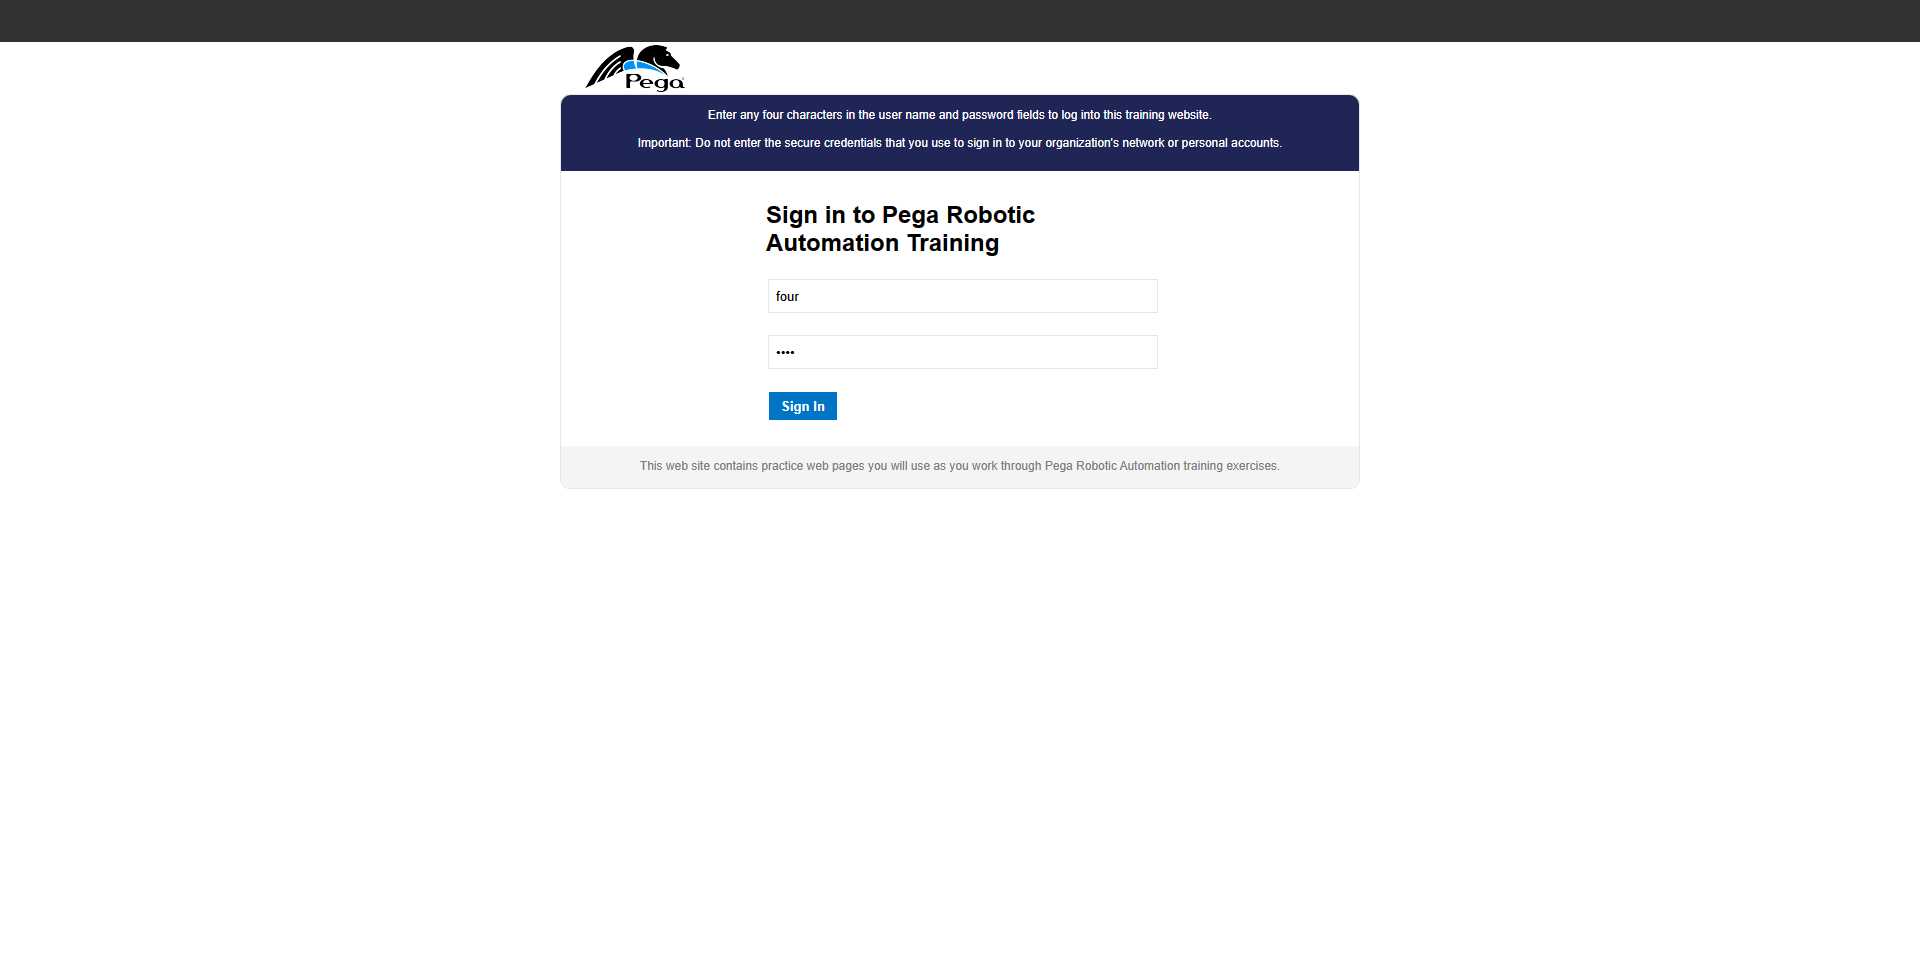 Pega
Enter any four characters in the user name and password fields to log into this training website.
Important: Do not enter the secure credentials that you use to sign in to your organization's network or personal accounts.
Sign in to Pega Robotic
Automation Training
four
••••
Sign In
This web site contains practice web pages you will use as you work through Pega Robotic Automation training exercises.